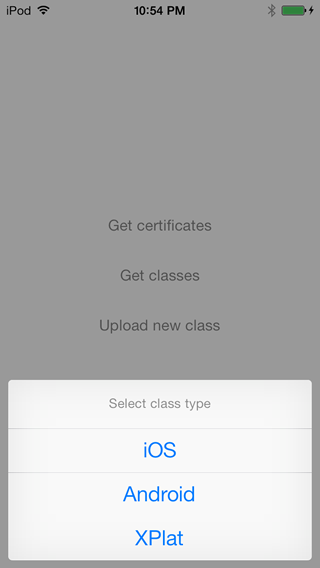 iPod 10:54 PM
Get certificates
Get classes
Upload new class
Select class type
iOS
Android
XPlat